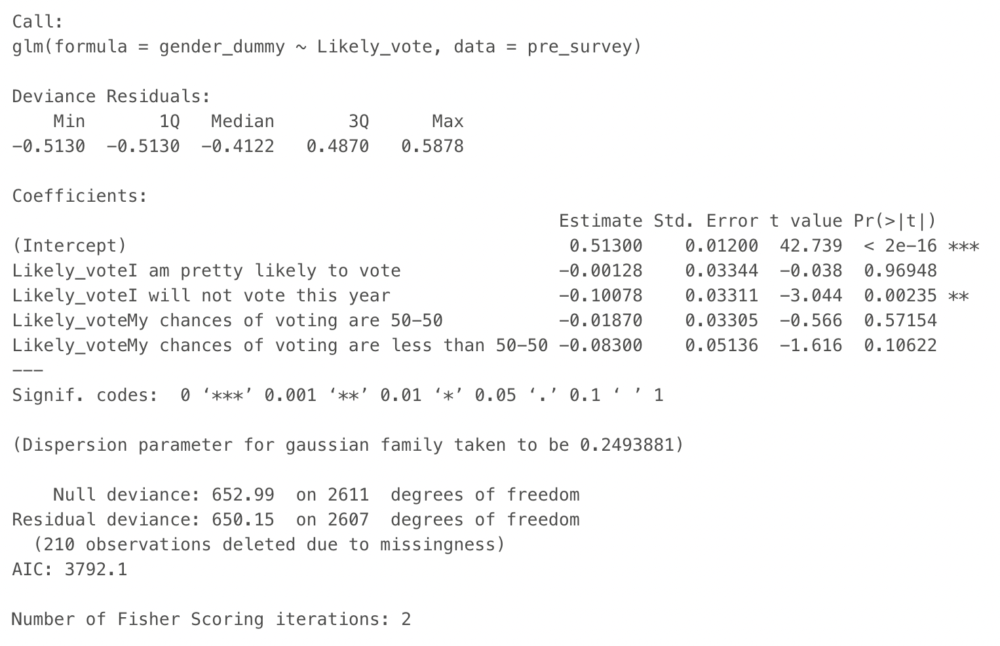 Call:
glm(formula = gender_dummy ~ Likely_vote, data = pre_survey)
Deviance Residuals:
Min 1Q Median 3Q Max
−0.5130 −0.5130 −0.4122 0.4870 0.5878
Coefficients:
Estimate Std. Error t value Pr(>|t|)
(Intercept) 0.51300 0.01200 42.739 < 2e−16 ***
Likely_voteI am pretty likely to vote −0.00128 0.03344 −0.038 0.96948
Likely_voteI will not vote this year −0.10078 0.03311 −3.044 0.00235 **
Likely_voteMy chances of voting are 50−50 −0.01870 0.03305 −0.566 0.57154
Likely_voteMy chances of voting are less than 50−50 −0.08300 0.05136 −1.616 0.10622
−−−
Signif. codes: 0 ‘***’ 0.001 ‘**’ 0.01 ‘*’ 0.05 ‘.’ 0.1 ‘ ’ 1
(Dispersion parameter for gaussian family taken to be 0.2493881)
Null deviance: 652.99 on 2611 degrees of freedom
Residual deviance: 650.15 on 2607 degrees of freedom
(210 observations deleted due to missingness)
AIC: 3792.1
Number of Fisher Scoring iterations: 2